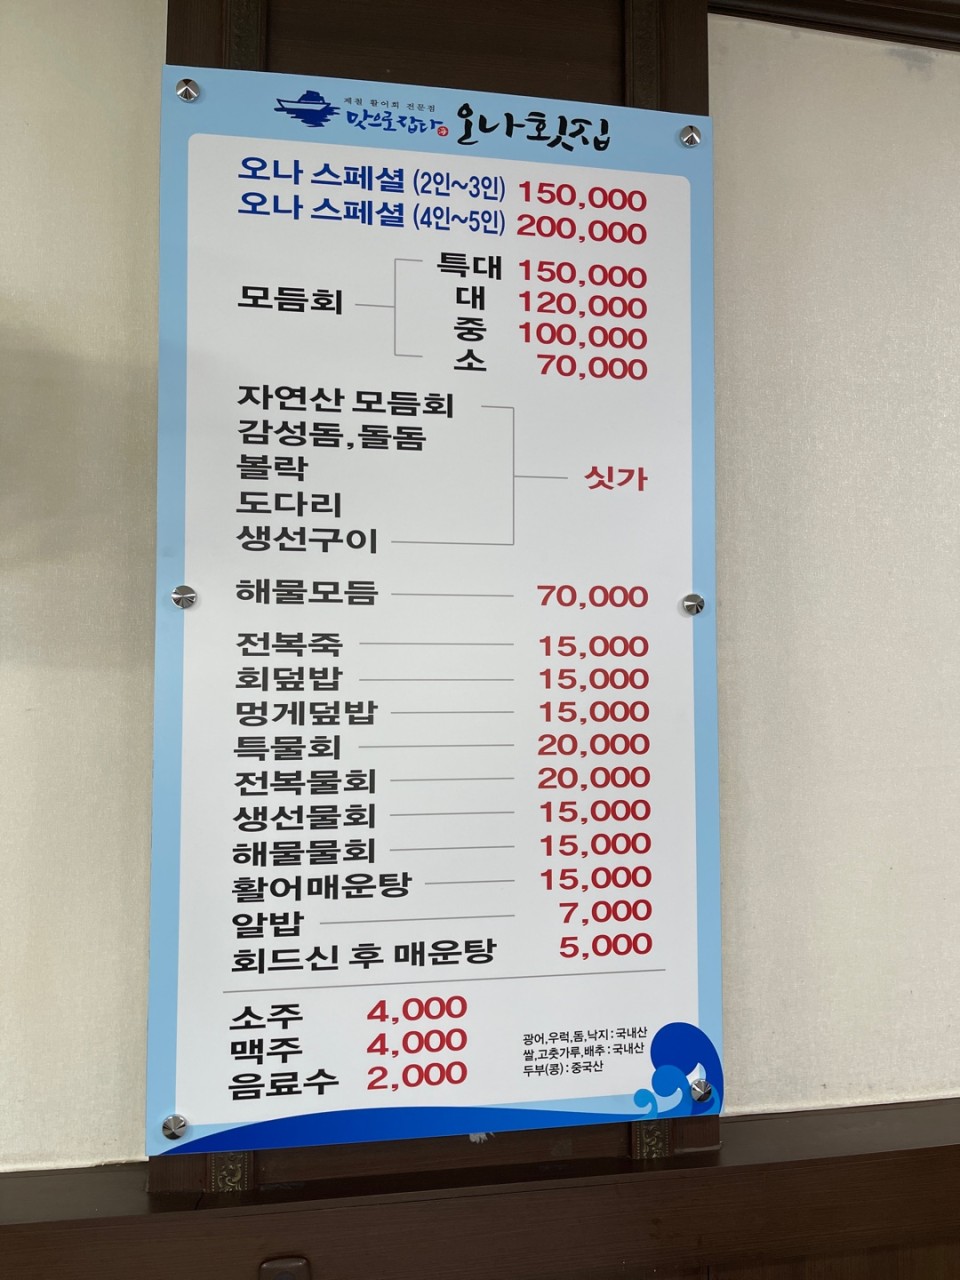 제철 활어회 전문점
맛으로 잡다 오나횟집
오나 스페셜 (2인~3인) 150,000
오나 스페셜 (4인~5인) 200,000
모듬회
특대 150,000
대 120,000
중 100,000
소 70,000
자연산 모듬회
감성돔, 돌돔
볼락
도다리
생선구이
싯가
해물모듬 70,000
전복죽 15,000
회덮밥 15,000
멍게덮밥 15,000
특물회 20,000
전복물회 20,000
생선물회 15,000
해물물회 15,000
활어매운탕 15,000
알밥 7,000
회드신 후 매운탕 5,000
소주 4,000
맥주 4,000
음료수 2,000
광어,우럭,돔,낙지 : 국내산
쌀,고춧가루,배추 : 국내산
두부(콩) : 중국산